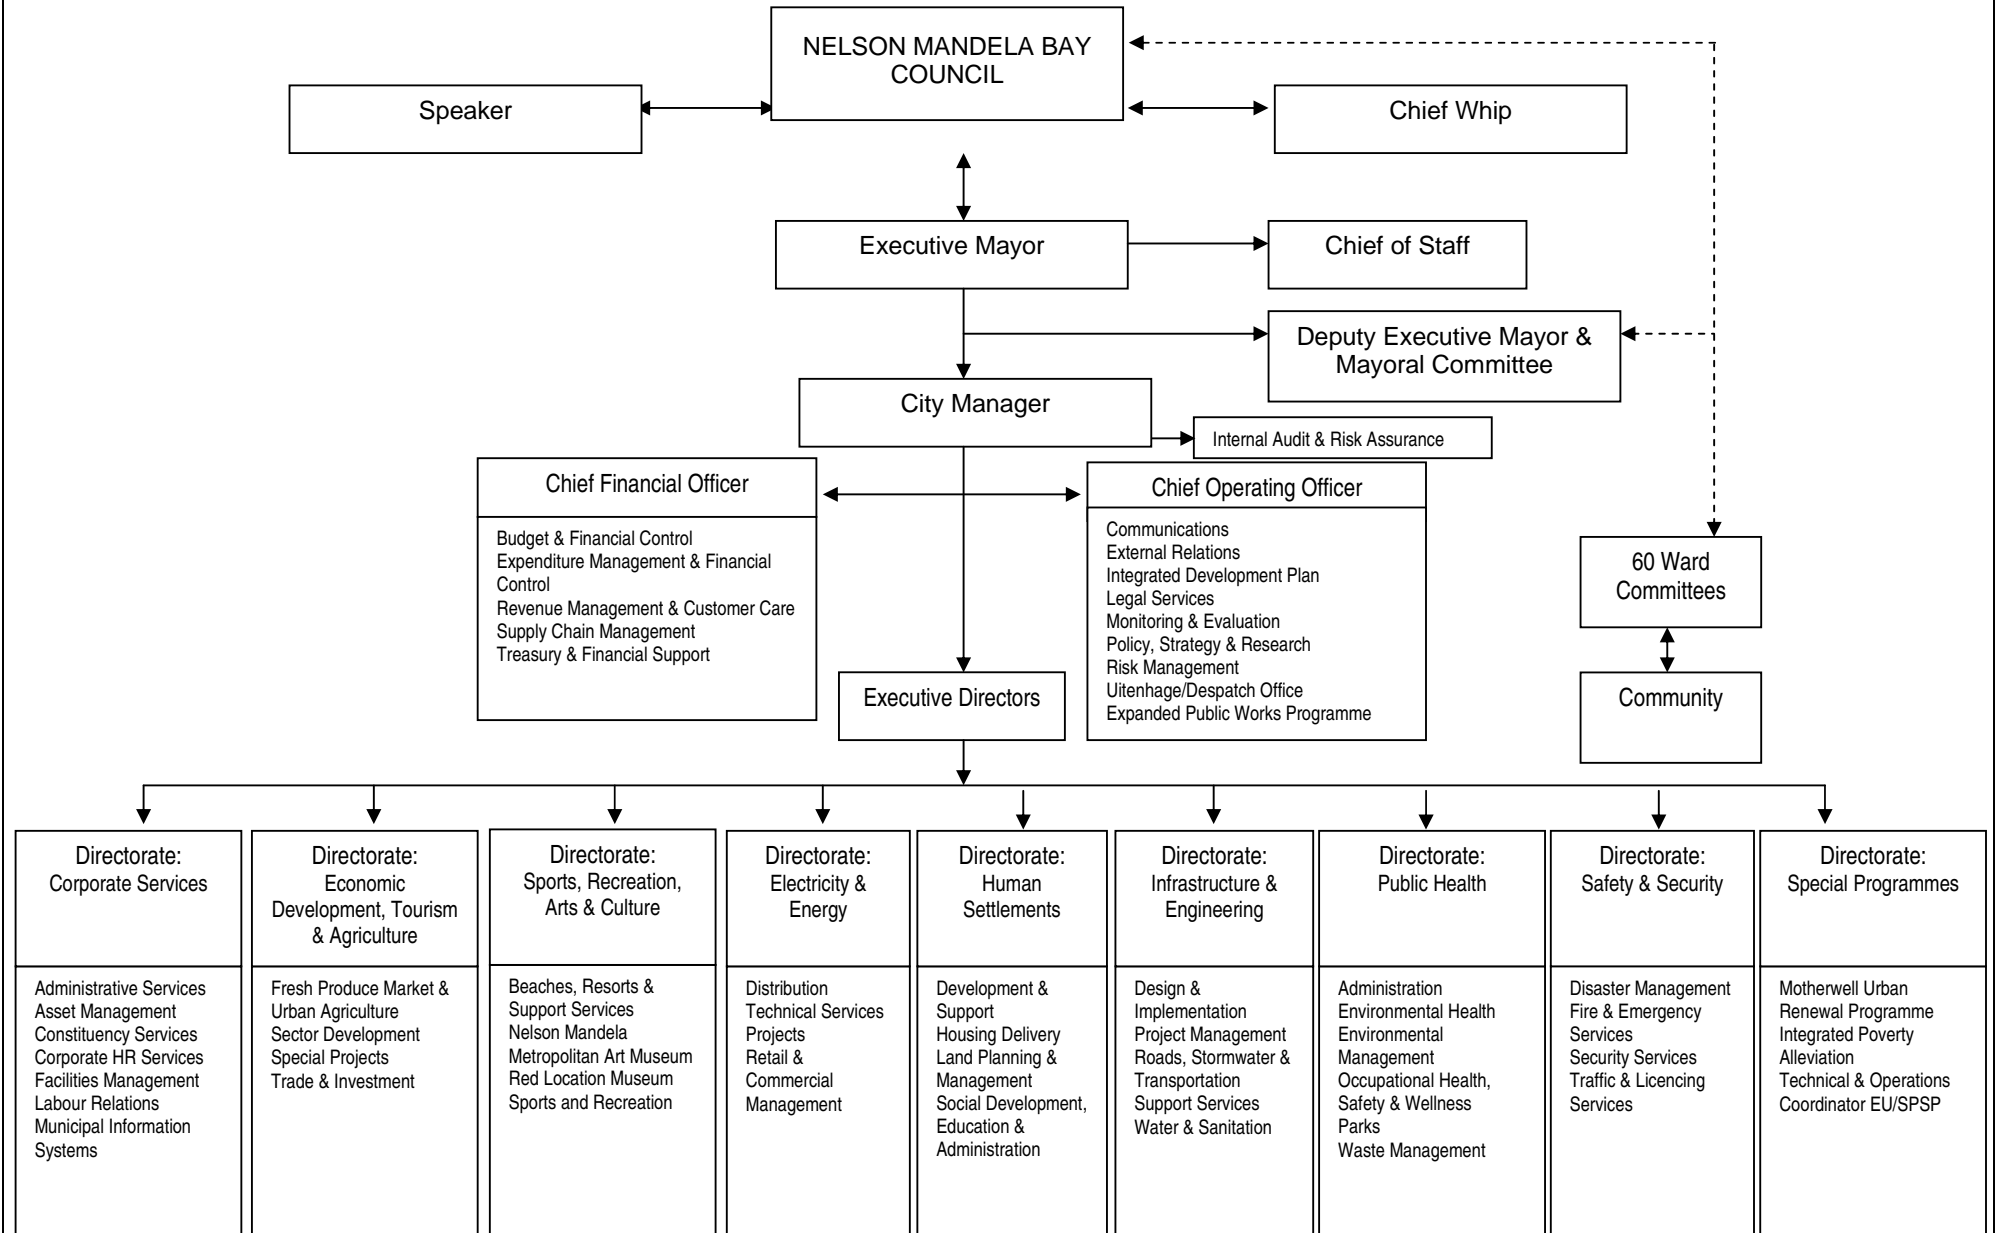 NELSON MANDELA BAY
COUNCIL
Speaker
Chief Whip
Executive Mayor
Chief of Staff
Deputy Executive Mayor &
Mayoral Committee
City Manager
Internal Audit & Risk Assurance
Chief Financial Officer
Budget & Financial Control
Expenditure Management & Financial
Control
Revenue Management & Customer Care
Supply Chain Management
Treasury & Financial Support
Chief Operating Officer
Communications
External Relations
Integrated Development Plan
Legal Services
Monitoring & Evaluation
Policy, Strategy & Research
Risk Management
Uitenhage/Despatch Office
Expanded Public Works Programme
60 Ward
Committees
Community
Executive Directors
Directorate:
Corporate Services
Administrative Services
Asset Management
Constituency Services
Corporate HR Services
Facilities Management
Labour Relations
Municipal Information
Systems
Directorate:
Economic
Development, Tourism
& Agriculture
Fresh Produce Market &
Urban Agriculture
Sector Development
Special Projects
Trade & Investment
Directorate:
Sports, Recreation,
Arts & Culture
Beaches, Resorts &
Support Services
Nelson Mandela
Metropolitan Art Museum
Red Location Museum
Sports and Recreation
Directorate:
Electricity &
Energy
Distribution
Technical Services
Projects
Retail &
Commercial
Management
Directorate:
Human
Settlements
Development &
Support
Housing Delivery
Land Planning &
Management
Social Development,
Education &
Administration
Directorate:
Infrastructure &
Engineering
Design &
Implementation
Project Management
Roads, Stormwater &
Transportation
Support Services
Water & Sanitation
Directorate:
Public Health
Administration
Environmental Health
Environmental
Management
Occupational Health,
Safety & Wellness
Parks
Waste Management
Directorate:
Safety & Security
Disaster Management
Fire & Emergency
Services
Security Services
Traffic & Licencing
Services
Directorate:
Special Programmes
Motherwell Urban
Renewal Programme
Integrated Poverty
Alleviation
Technical & Operations
Coordinator EU/SPSP